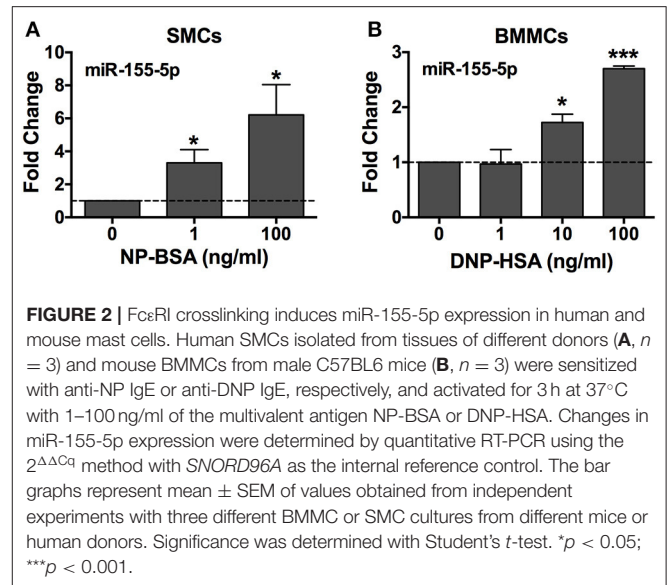 A
SMCs
10
8
6
4
2
0
Fold Change
miR-155-5p
*
*
0
1
100
NP-BSA (ng/ml)
B
BMMCs
3
2
1
0
Fold Change
miR-155-5p
*
***
0
1
10
100
DNP-HSA (ng/ml)
FIGURE 2 | FcεRI crosslinking induces miR-155-5p expression in human and
mouse mast cells. Human SMCs isolated from tissues of different donors (A, n
= 3) and mouse BMMCs from male C57BL6 mice (B, n = 3) were sensitized
with anti-NP IgE or anti-DNP IgE, respectively, and activated for 3 h at 37°C
with 1–100 ng/ml of the multivalent antigen NP-BSA or DNP-HSA. Changes in
miR-155-5p expression were determined by quantitative RT-PCR using the
2^ΔΔCq method with SNORD96A as the internal reference control. The bar
graphs represent mean ± SEM of values obtained from independent
experiments with three different BMMC or SMC cultures from different mice or
human donors. Significance was determined with Student's t-test. *p < 0.05;
***p < 0.001.